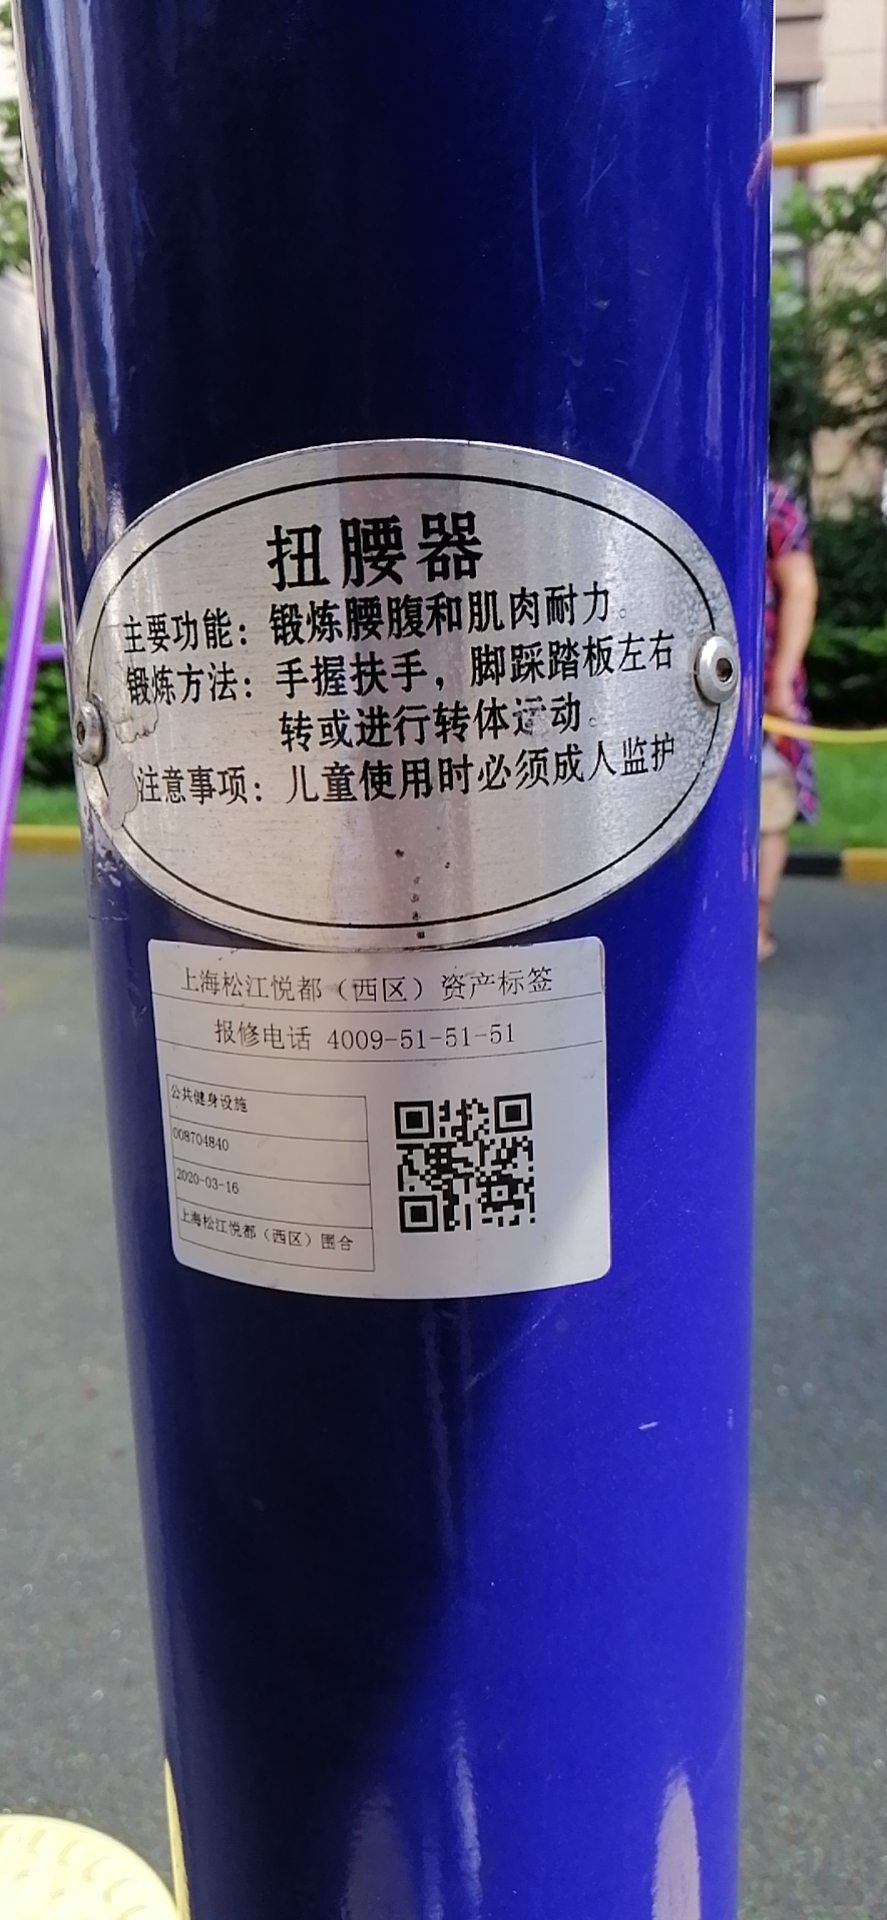 扭腰器
主要功能：锻炼腰腹和肌肉耐力。
锻炼方法：手握扶手，脚踩踏板左右
转或进行转体运动。
注意事项：儿童使用时必须成人监护
上海松江悦都（西区）资产标签
报修电话 4009-51-51-51
公共健身设施
008704840
2020-03-16
上海松江悦都（西区）围合